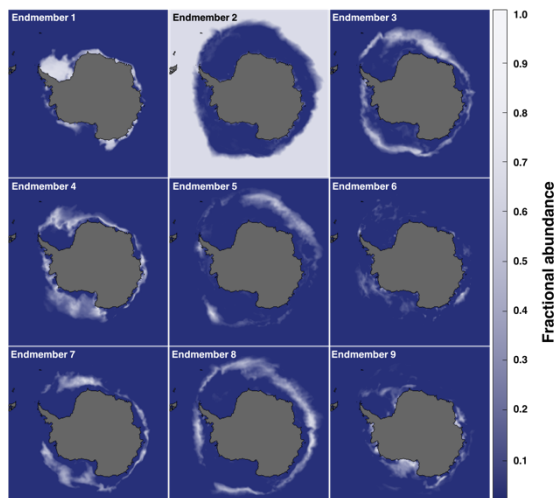 Endmember 1
Endmember 2
Endmember 3
Endmember 4
Endmember 5
Endmember 6
Endmember 7
Endmember 8
Endmember 9
1.0
0.9
0.8
0.7
0.6
0.5
0.4
0.3
0.2
0.1
Fractional abundance